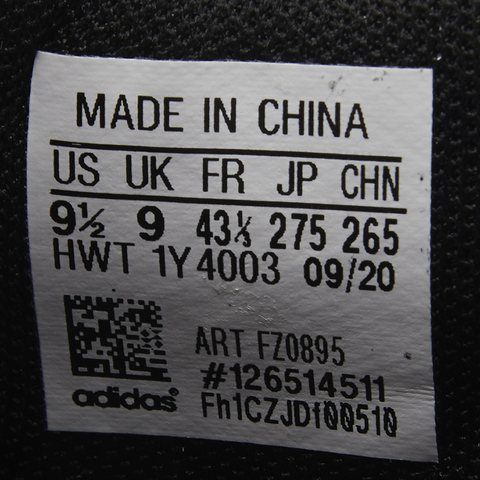 MADE IN CHINA
US UK FR JP CHN
9½ 9 43⅓ 275 265
HWT 1Y4003 09/20
ART FZ0895
#126514511
Fh1CZJDf00510
adidas